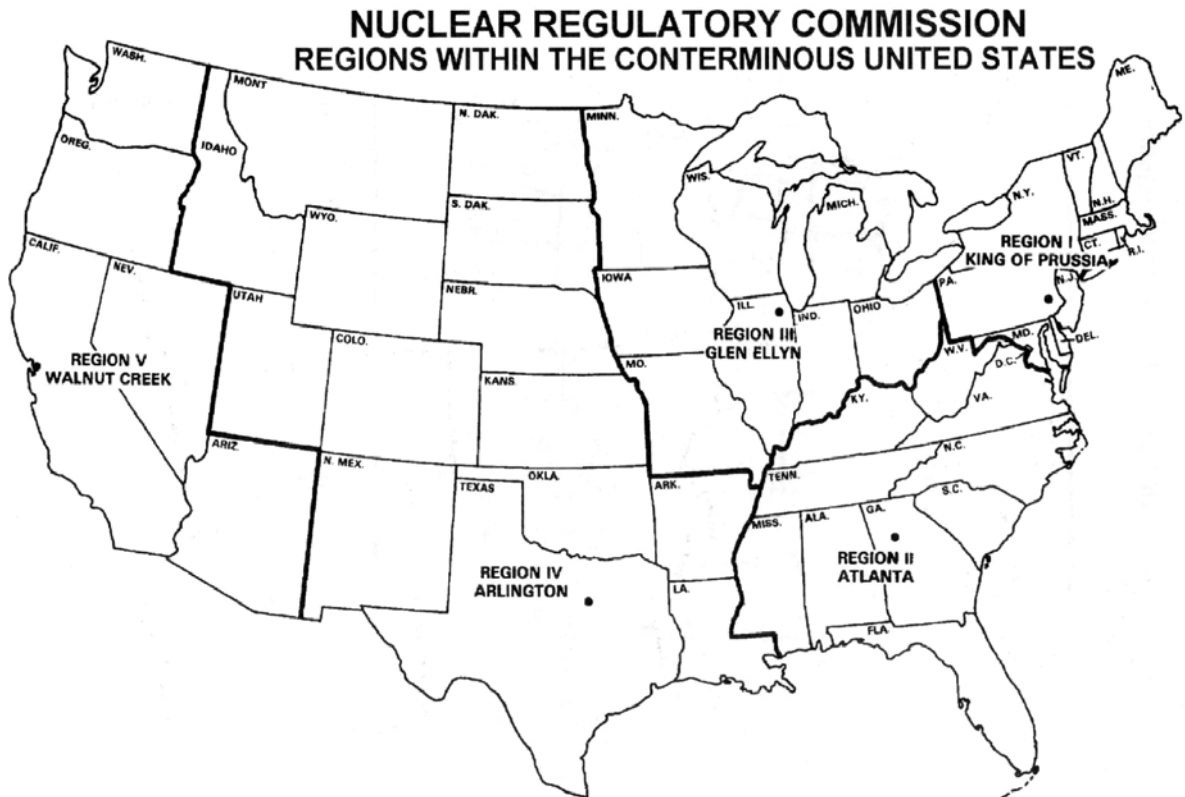 NUCLEAR REGULATORY COMMISSION
REGIONS WITHIN THE CONTERMINOUS UNITED STATES
WASH.
MONT
N. DAK.
MINN.
ME.
OREG.
IDAHO
WIS.
VT.
N.Y.
MICH.
N.H.
MASS.
S. DAK.
WYO.
CALIF.
NEV.
REGION I
KING OF PRUSSIA
CT.
R.I.
IOWA
PA.
N.J.
UTAH
NEBR.
ILL.
IND.
OHIO
REGION III
GLEN ELLYN
MD.
DEL.
D.C.
W.V.
COLO.
REGION V
WALNUT CREEK
MO.
KANS
KY.
VA.
ARIZ
N. MEX.
OKLA.
TEXAS
ARK.
TENN.
N.C.
S.C.
MISS.
ALA.
GA.
REGION IV
ARLINGTON
REGION II
ATLANTA
LA.
FLA.